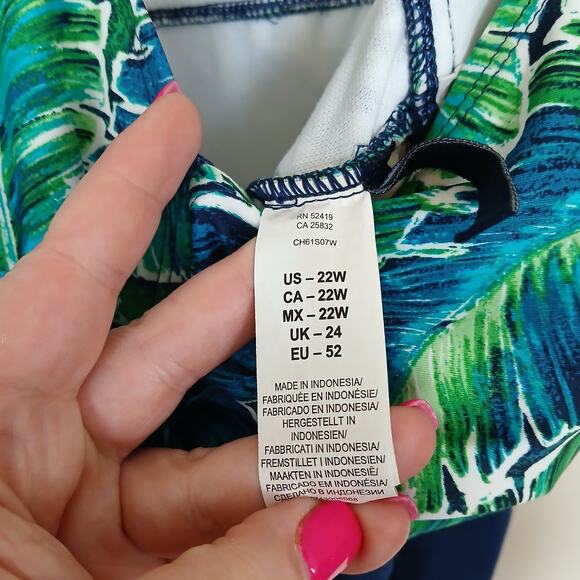 RN 52419
CA 25832
CH61S07W
US – 22W
CA – 22W
MX – 22W
UK – 24
EU – 52
MADE IN INDONESIA/
FABRIQUÉE EN INDONÉSIE/
FABRICADO EN INDONESIA/
HERGESTELLT IN
INDONESIEN/
FABBRICATI IN INDONESIA/
FREMSTILLET I INDONESIEN/
MAAKTEN IN INDONESIË/
FABRICADO EM INDONÉSIA/
СДЕЛАНО В ИНДОНЕЗИИ